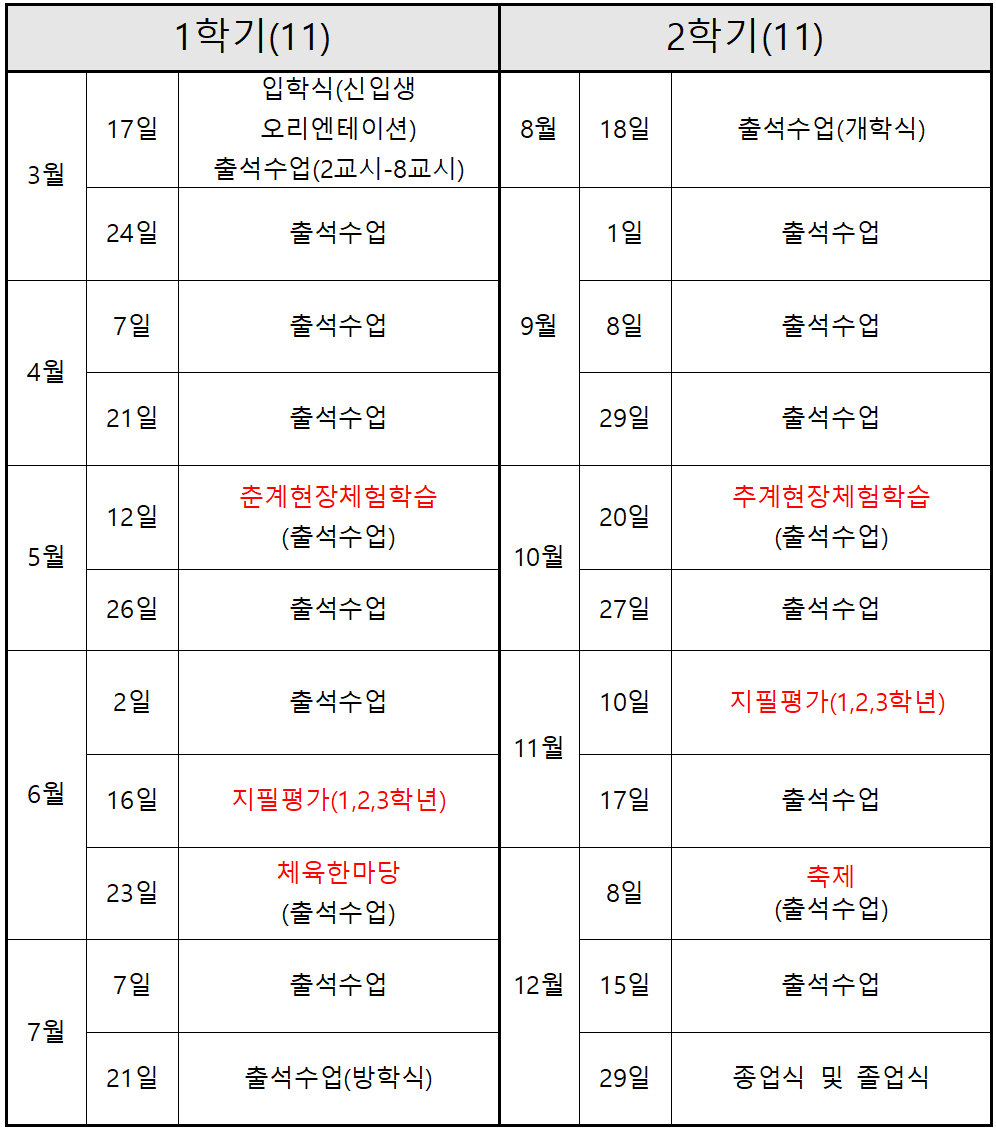 1학기(11)
2학기(11)
3월
17일
입학식(신입생
오리엔테이션)
출석수업(2교시-8교시)
8월
18일
출석수업(개학식)
24일
출석수업
9월
1일
출석수업
4월
7일
출석수업
8일
출석수업
21일
출석수업
29일
출석수업
5월
12일
춘계현장체험학습
(출석수업)
10월
20일
추계현장체험학습
(출석수업)
26일
출석수업
27일
출석수업
6월
2일
출석수업
11월
10일
지필평가(1,2,3학년)
16일
지필평가(1,2,3학년)
17일
출석수업
23일
체육한마당
(출석수업)
12월
8일
축제
(출석수업)
7월
7일
출석수업
15일
출석수업
21일
출석수업(방학식)
29일
종업식 및 졸업식